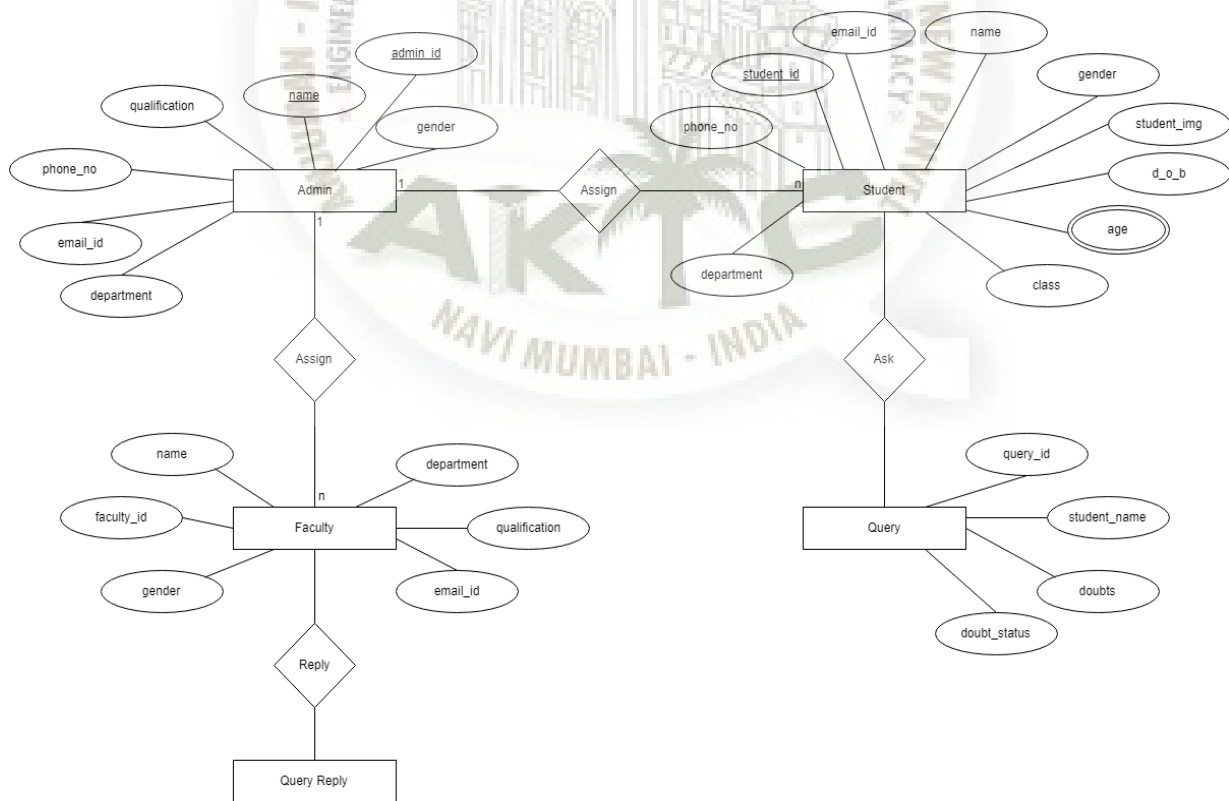 email_id
name
admin_id
student_id
gender
name
qualification
gender
phone_no
student_img
phone_no
d_o_b
Admin
1
Assign
n
Student
1
age
email_id
department
department
class
NAVI MUMBAI - INDIA
AKTC
Assign
Ask
name
department
query_id
n
faculty_id
Faculty
qualification
Query
student_name
gender
email_id
doubts
doubt_status
Reply
Query Reply
NEW PANVEL